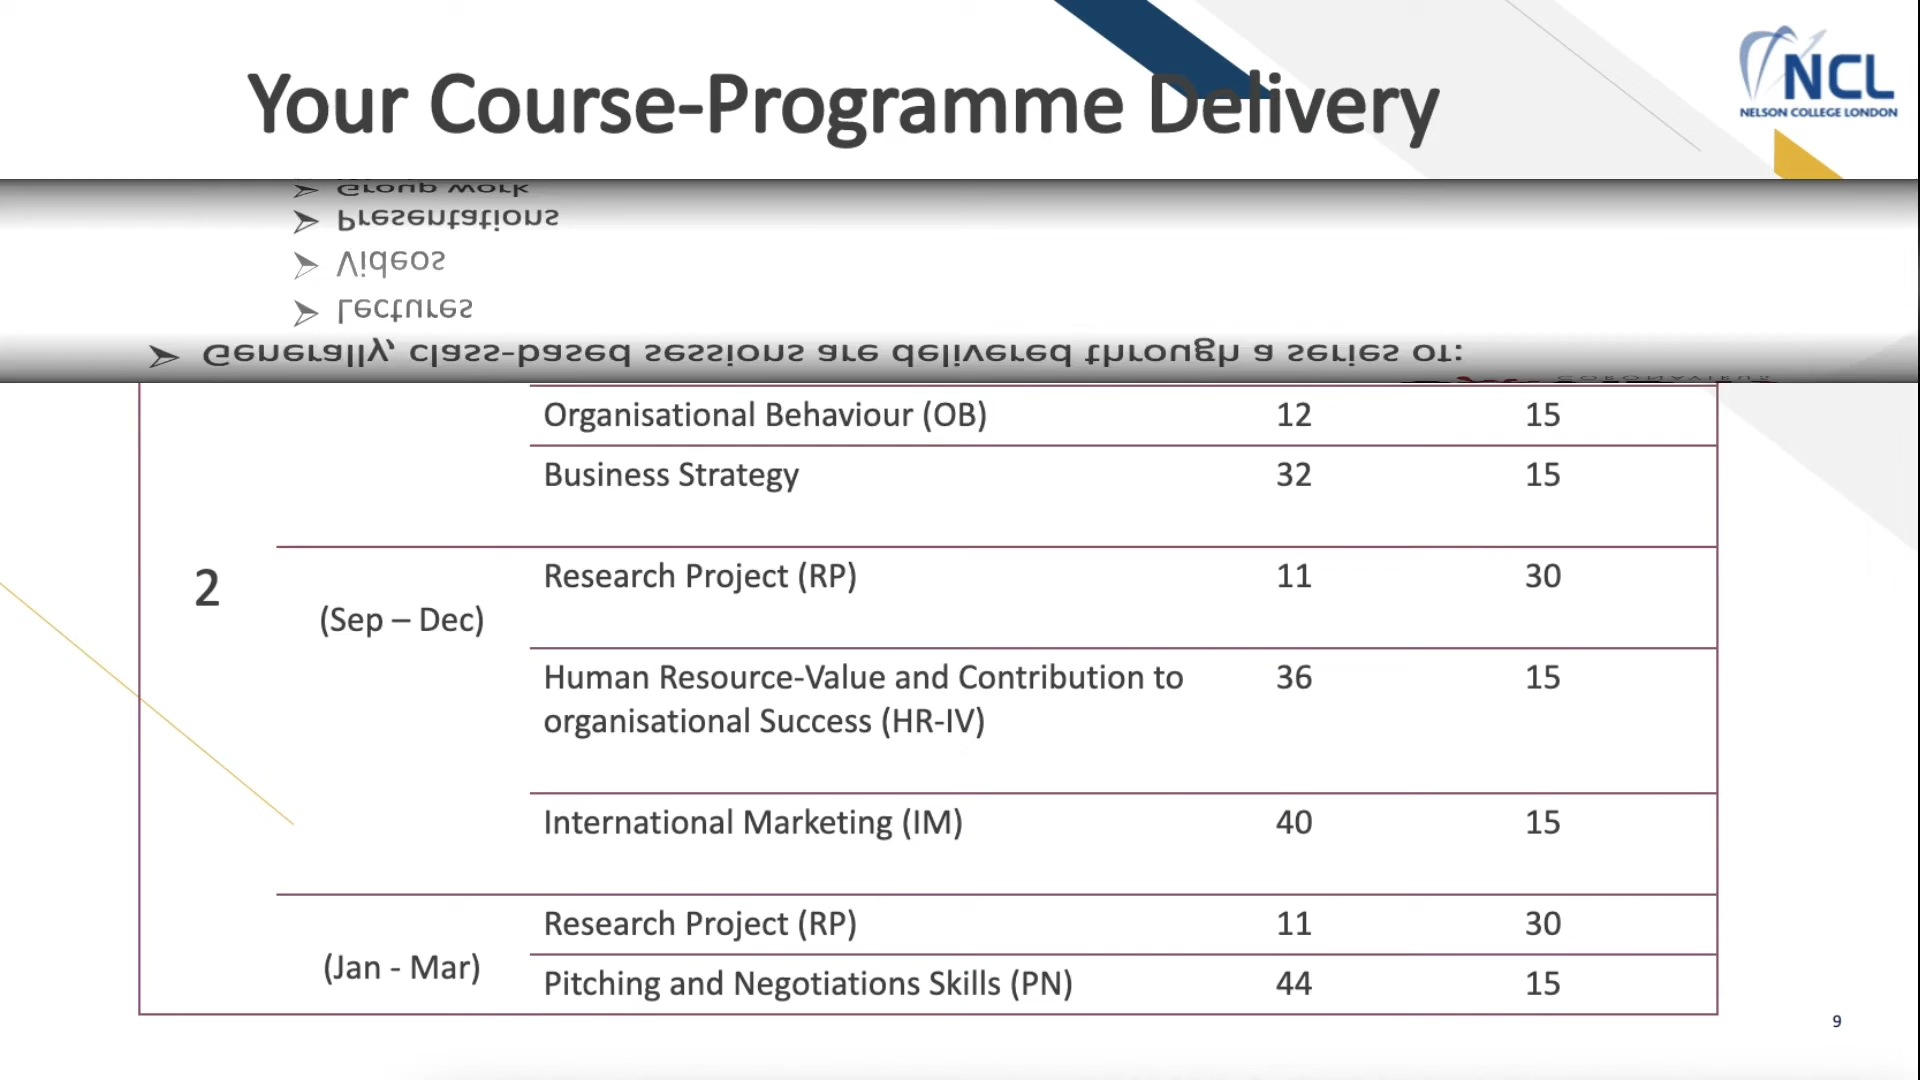 Your Course-Programme Delivery
NCL
NELSON COLLEGE LONDON
Group work
Presentations
Videos
Lectures
Generally, class-based sessions are delivered through a series of:
CORONAVIRUS
Organisational Behaviour (OB) 12 15
Business Strategy 32 15
2
(Sep – Dec)
Research Project (RP) 11 30
Human Resource-Value and Contribution to 36 15
organisational Success (HR-IV)
International Marketing (IM) 40 15
(Jan - Mar)
Research Project (RP) 11 30
Pitching and Negotiations Skills (PN) 44 15
9